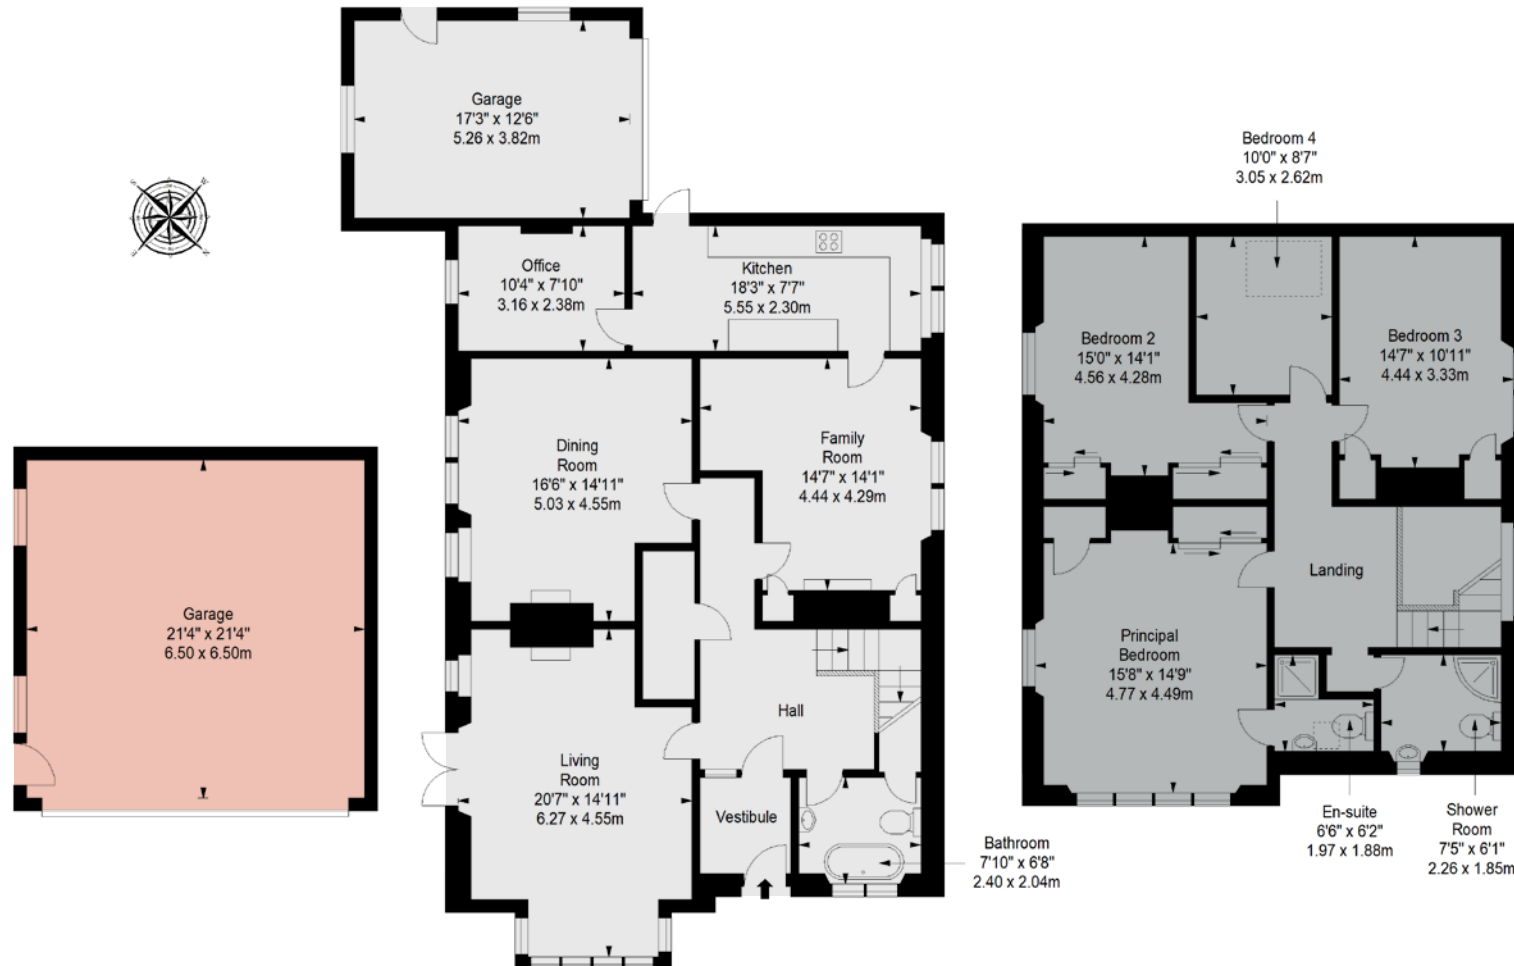 Garage
17'3" x 12'6"
5.26 x 3.82m
Bedroom 4
10'0" x 8'7"
3.05 x 2.62m
S
W
N
Office
10'4" x 7'10"
3.16 x 2.38m
Kitchen
18'3" x 7'7"
5.55 x 2.30m
Bedroom 2
15'0" x 14'1"
4.56 x 4.28m
Bedroom 3
14'7" x 10'11"
4.44 x 3.33m
Dining
Room
16'6" x 14'11"
5.03 x 4.55m
Family
Room
14'7" x 14'1"
4.44 x 4.29m
Garage
21'4" x 21'4"
6.50 x 6.50m
Landing
Principal
Bedroom
15'8" x 14'9"
4.77 x 4.49m
Hall
Living
Room
20'7" x 14'11"
6.27 x 4.55m
Vestibule
Bathroom
7'10" x 6'8"
2.40 x 2.04m
En-suite
6'6" x 6'2"
1.97 x 1.88m
Shower
Room
7'5" x 6'1"
2.26 x 1.85m